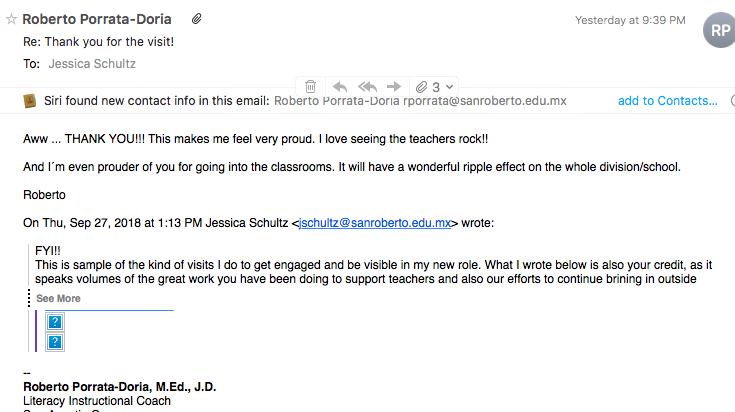 Roberto Porrata-Doria
Yesterday at 9:39 PM
RP
Re: Thank you for the visit!
To: Jessica Schultz
3
Siri found new contact info in this email: Roberto Porrata-Doria rporrata@sanroberto.edu.mx
add to Contacts...
Aww ... THANK YOU!!! This makes me feel very proud. I love seeing the teachers rock!!
And I´m even prouder of you for going into the classrooms. It will have a wonderful ripple effect on the whole division/school.
Roberto
On Thu, Sep 27, 2018 at 1:13 PM Jessica Schultz <jschultz@sanroberto.edu.mx> wrote:
FYI!!
This is sample of the kind of visits I do to get engaged and be visible in my new role. What I wrote below is also your credit, as it
speaks volumes of the great work you have been doing to support teachers and also our efforts to continue brining in outside
See More
?
?
--
Roberto Porrata-Doria, M.Ed., J.D.
Literacy Instructional Coach